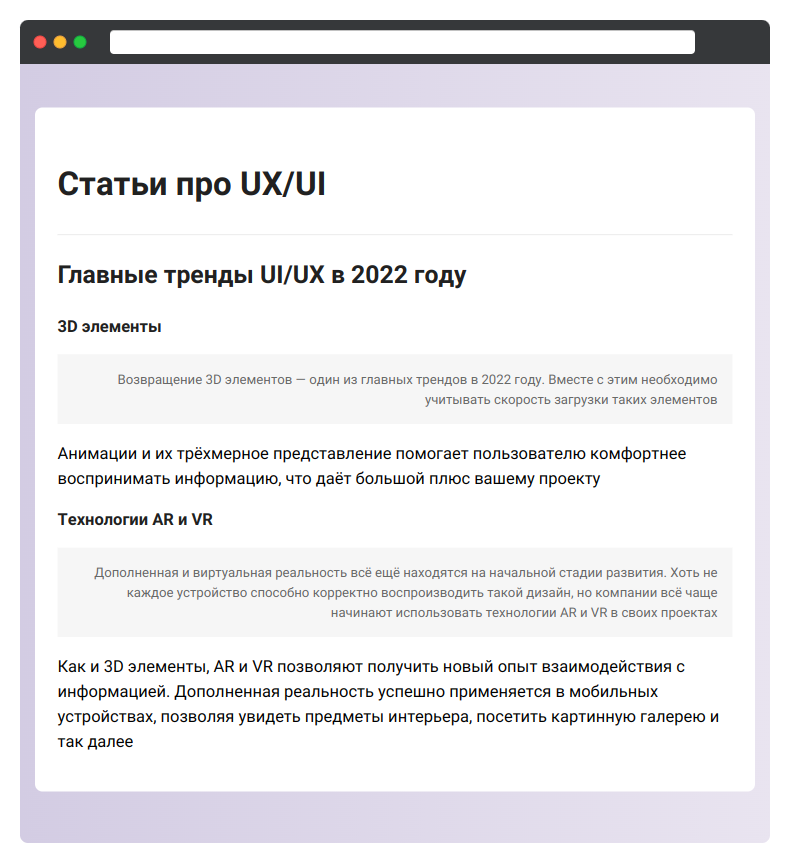 Статьи про UX/UI
Главные тренды UI/UX в 2022 году
3D элементы
Возвращение 3D элементов — один из главных трендов в 2022 году. Вместе с этим необходимо
учитывать скорость загрузки таких элементов
Анимации и их трёхмерное представление помогает пользователю комфортнее
воспринимать информацию, что даёт большой плюс вашему проекту
Технологии AR и VR
Дополненная и виртуальная реальность всё ещё находятся на начальной стадии развития. Хоть не
каждое устройство способно корректно воспроизводить такой дизайн, но компании всё чаще
начинают использовать технологии AR и VR в своих проектах
Как и 3D элементы, AR и VR позволяют получить новый опыт взаимодействия с
информацией. Дополненная реальность успешно применяется в мобильных
устройствах, позволяя увидеть предметы интерьера, посетить картинную галерею и
так далее